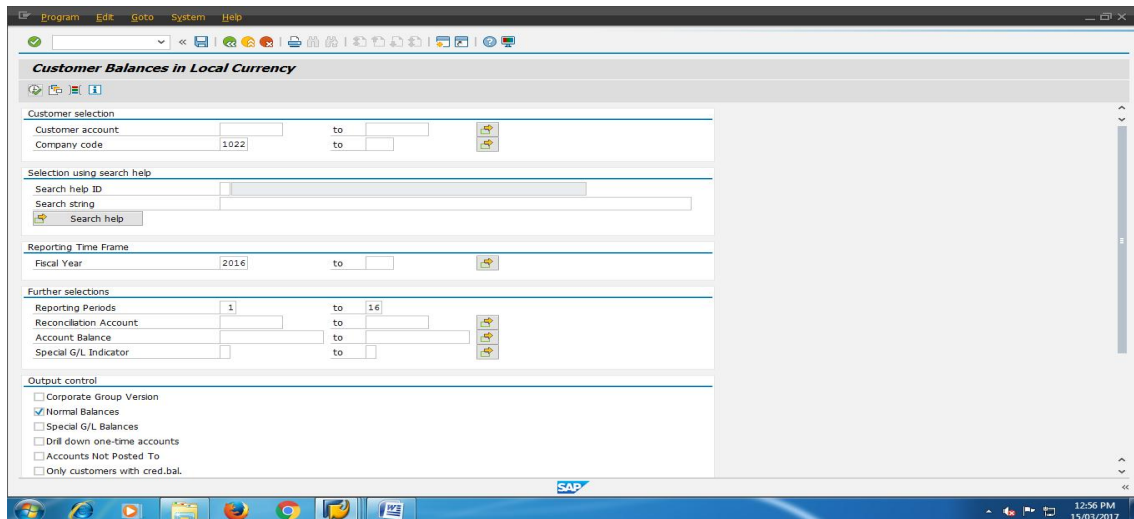 Program Edit Goto System Help
Customer Balances in Local Currency
Customer selection
Customer account to
Company code 1022 to
Selection using search help
Search help ID
Search string
Search help
Reporting Time Frame
Fiscal Year 2016 to
Further selections
Reporting Periods 1 to 16
Reconciliation Account to
Account Balance to
Special G/L Indicator to
Output control
Corporate Group Version
Normal Balances
Special G/L Balances
Drill down one-time accounts
Accounts Not Posted To
Only customers with cred.bal.
SAP
12:56 PM
15/03/2017